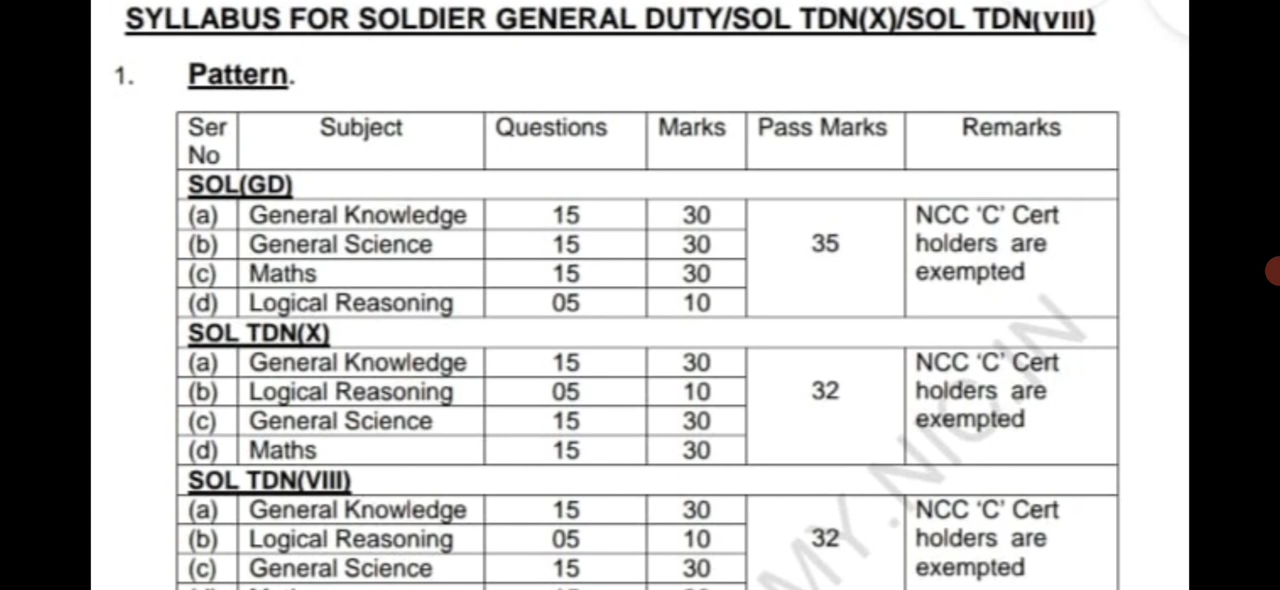 SYLLABUS FOR SOLDIER GENERAL DUTY/SOL TDN(X)/SOL TDN(VIII)
1. Pattern.
Ser No Subject Questions Marks Pass Marks Remarks
SOL(GD)
(a) General Knowledge 15 30 35 NCC 'C' Cert holders are exempted
(b) General Science 15 30
(c) Maths 15 30
(d) Logical Reasoning 05 10
SOL TDN(X)
(a) General Knowledge 15 30 32 NCC 'C' Cert holders are exempted
(b) Logical Reasoning 05 10
(c) General Science 15 30
(d) Maths 15 30
SOL TDN(VIII)
(a) General Knowledge 15 30 32 NCC 'C' Cert holders are exempted
(b) Logical Reasoning 05 10
(c) General Science 15 30
MY.NIC.IN